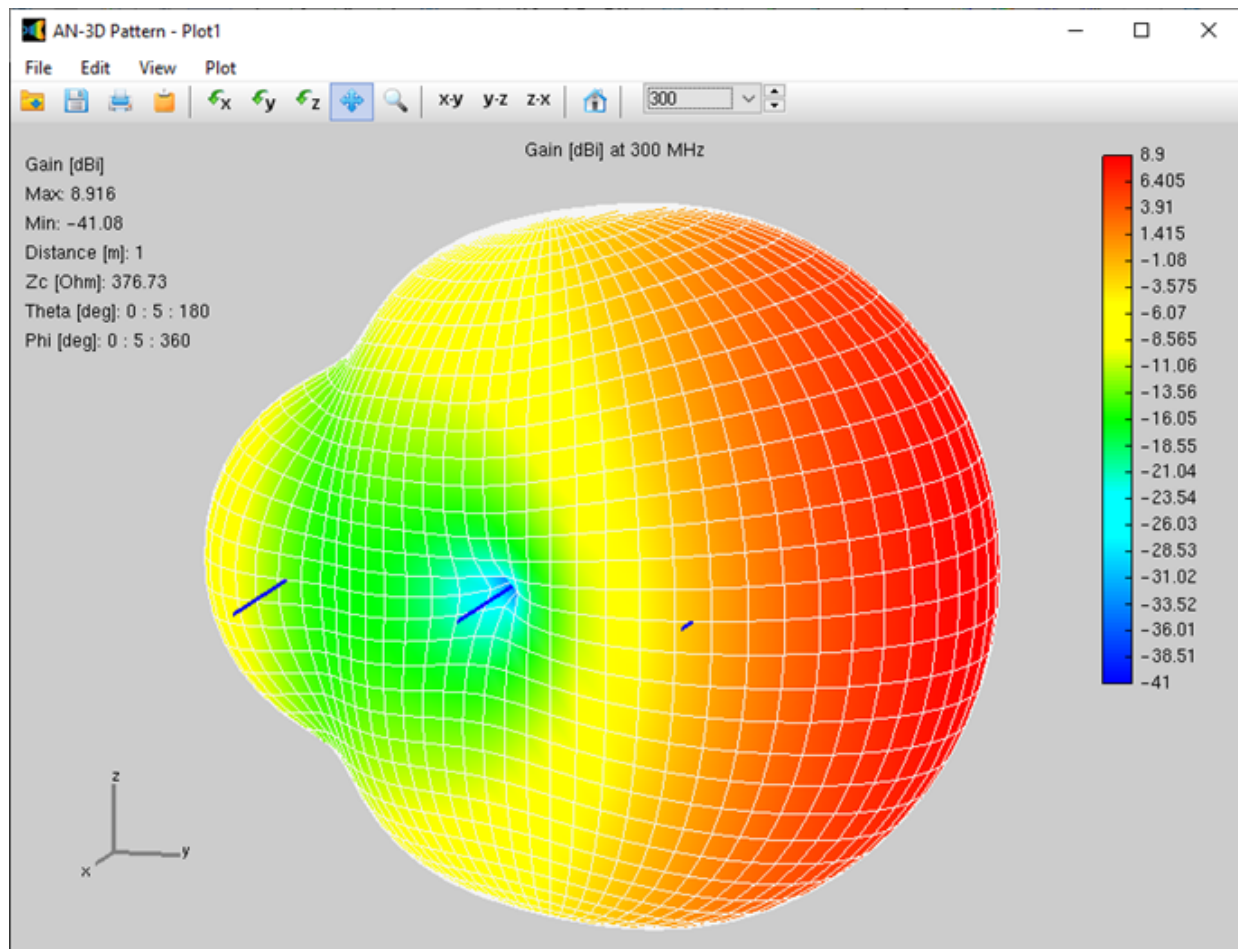 AN-3D Pattern - Plot1
File Edit View Plot
x y z x-y y-z z-x 300
Gain [dBi] at 300 MHz
Gain [dBi]
Max: 8.916
Min: -41.08
Distance [m]: 1
Zc [Ohm]: 376.73
Theta [deg]: 0 : 5 : 180
Phi [deg]: 0 : 5 : 360
8.9
6.405
3.91
1.415
-1.08
-3.575
-6.07
-8.565
-11.06
-13.56
-16.05
-18.55
-21.04
-23.54
-26.03
-28.53
-31.02
-33.52
-36.01
-38.51
-41
z
y
x